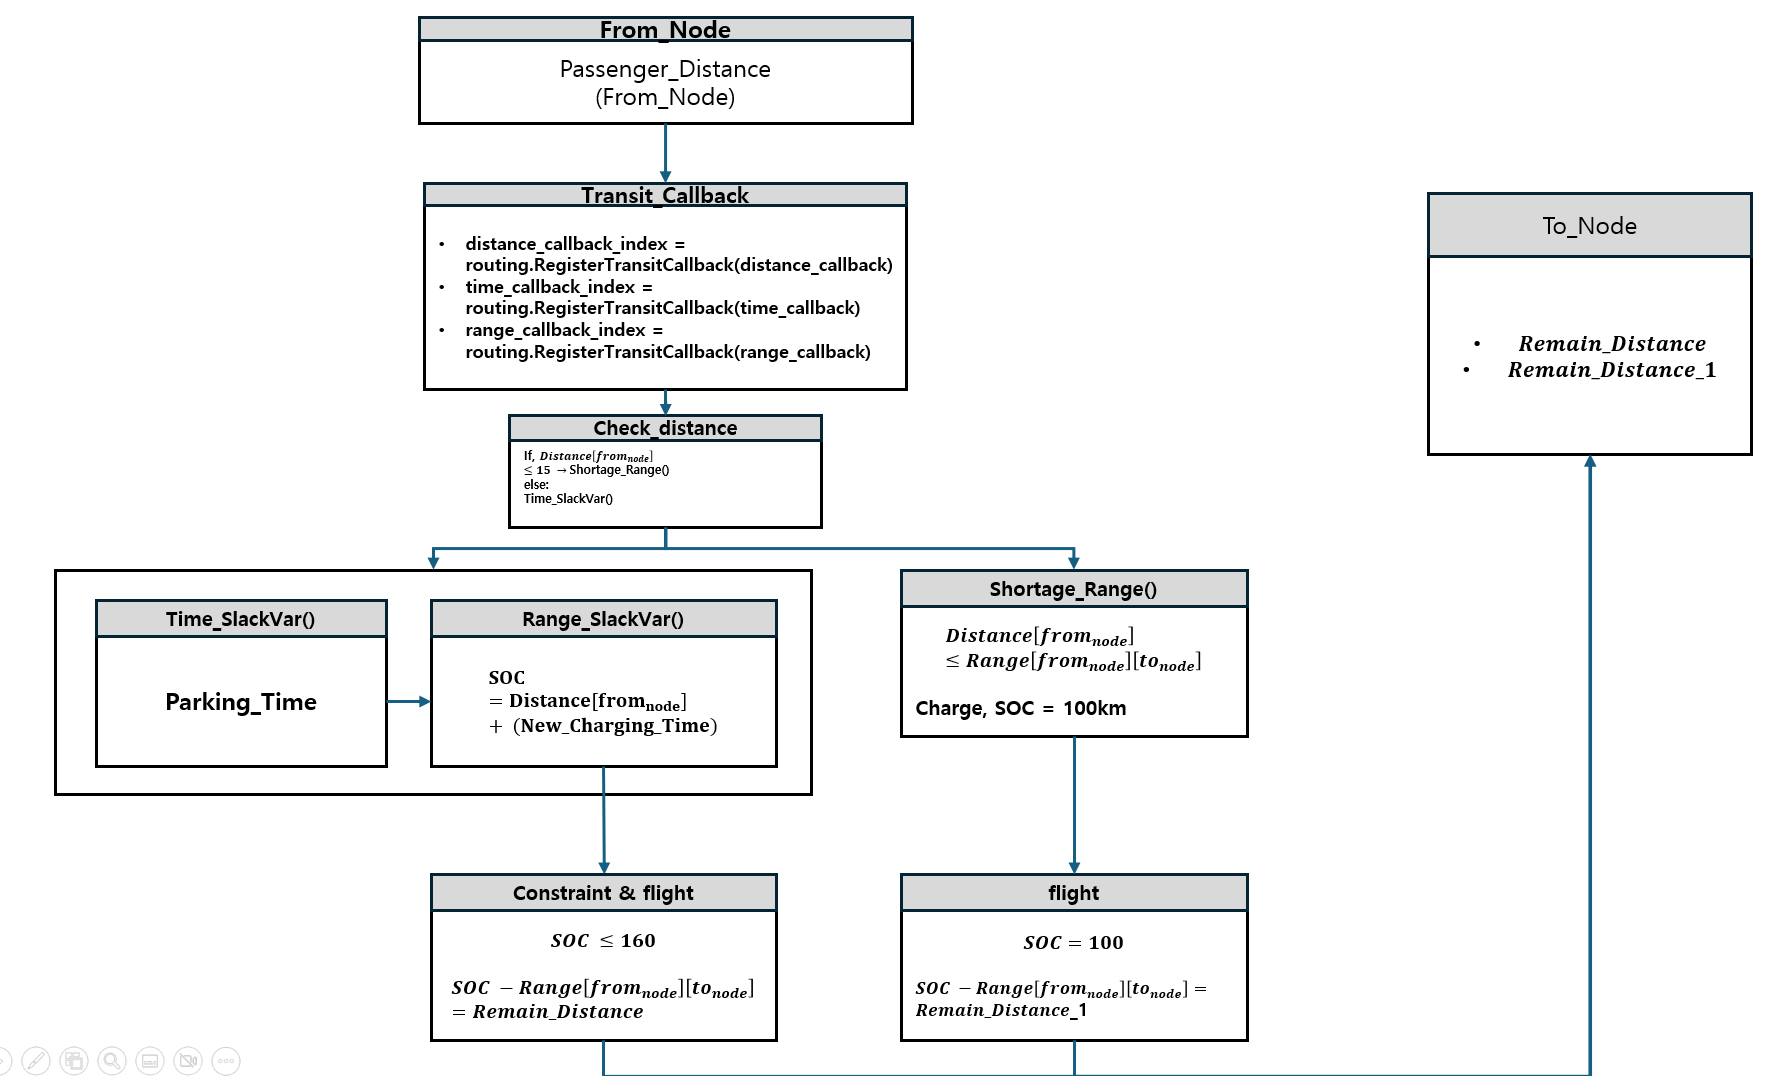 From_Node
Passenger_Distance
(From_Node)
Transit_Callback
• distance_callback_index =
routing.RegisterTransitCallback(distance_callback)
• time_callback_index =
routing.RegisterTransitCallback(time_callback)
• range_callback_index =
routing.RegisterTransitCallback(range_callback)
To_Node
• Remain_Distance
• Remain_Distance_1
Check_distance
If, Distance[from_node]
≤ 15 → Shortage_Range()
else:
Time_SlackVar()
Time_SlackVar()
Parking_Time
Range_SlackVar()
SOC
= Distance[from_node]
+ (New_Charging_Time)
Shortage_Range()
Distance[from_node]
≤ Range[from_node][to_node]
Charge, SOC = 100km
Constraint & flight
SOC ≤ 160
SOC − Range[from_node][to_node]
= Remain_Distance
flight
SOC = 100
SOC − Range[from_node][to_node] =
Remain_Distance_1